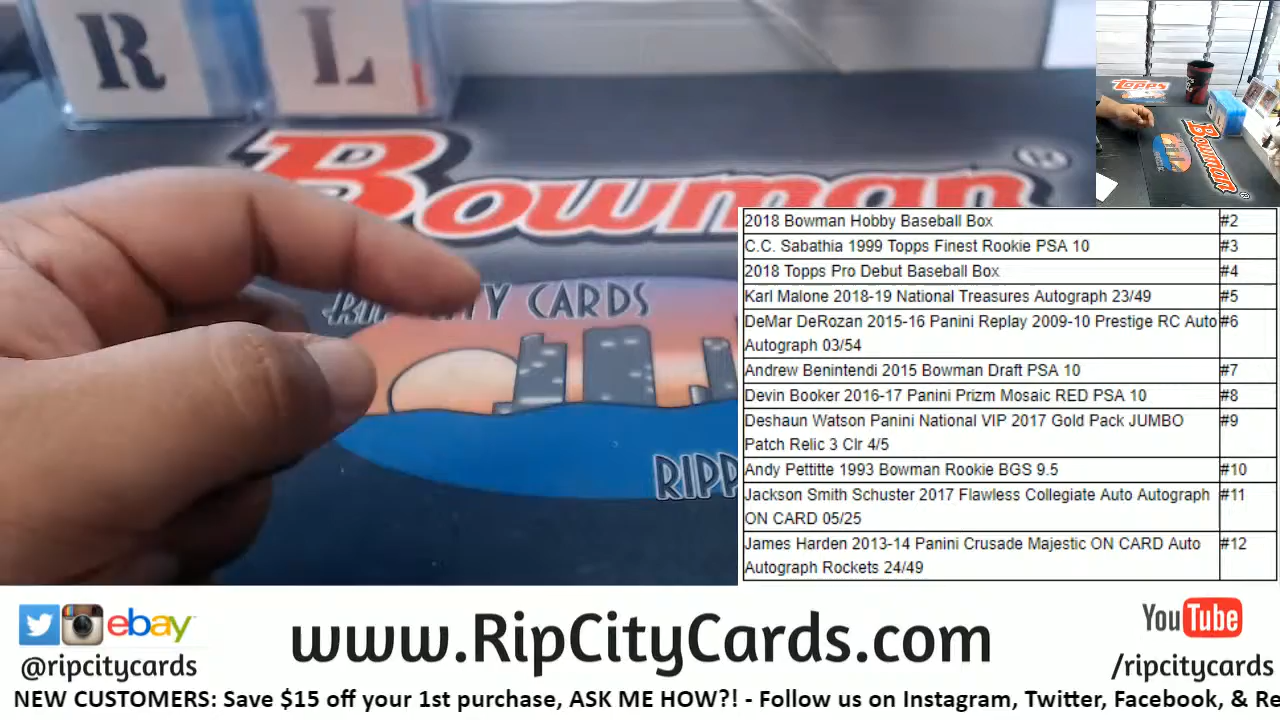 R L
Bowman
CITY CARDS
RIPP
TOPPS
Bowman
2018 Bowman Hobby Baseball Box #2
C.C. Sabathia 1999 Topps Finest Rookie PSA 10 #3
2018 Topps Pro Debut Baseball Box #4
Karl Malone 2018-19 National Treasures Autograph 23/49 #5
DeMar DeRozan 2015-16 Panini Replay 2009-10 Prestige RC Auto #6
Autograph 03/54
Andrew Benintendi 2015 Bowman Draft PSA 10 #7
Devin Booker 2016-17 Panini Prizm Mosaic RED PSA 10 #8
Deshaun Watson Panini National VIP 2017 Gold Pack JUMBO #9
Patch Relic 3 Clr 4/5
Andy Pettitte 1993 Bowman Rookie BGS 9.5 #10
Jackson Smith Schuster 2017 Flawless Collegiate Auto Autograph #11
ON CARD 05/25
James Harden 2013-14 Panini Crusade Majestic ON CARD Auto #12
Autograph Rockets 24/49
ebay
@ripcitycards
www.RipCityCards.com
YouTube
/ripcitycards
NEW CUSTOMERS: Save $15 off your 1st purchase, ASK ME HOW?! - Follow us on Instagram, Twitter, Facebook, & Re